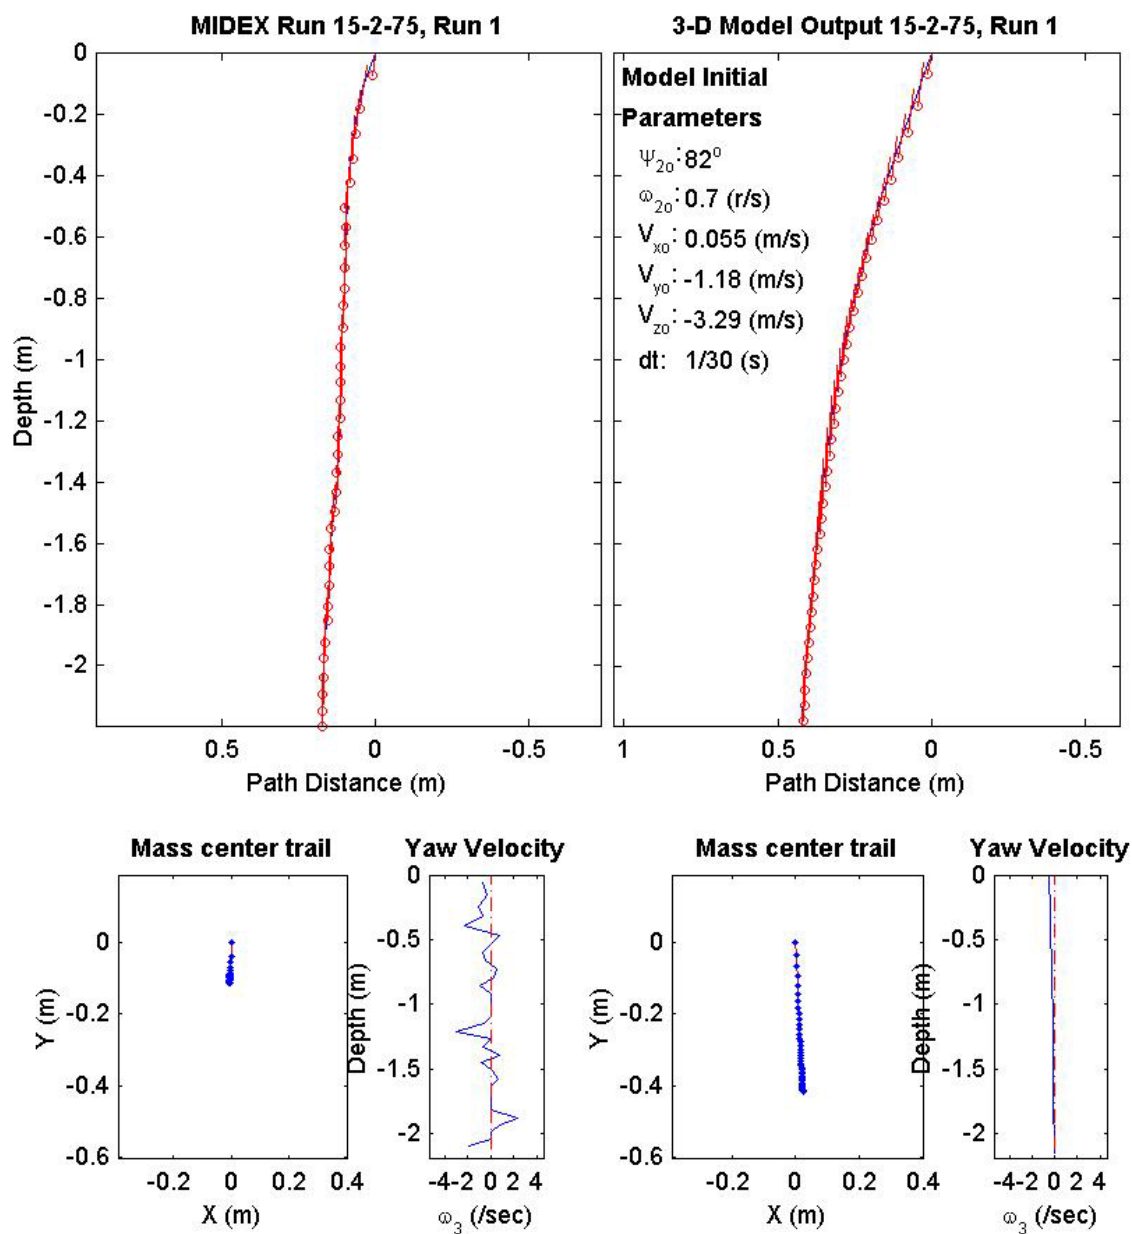 MIDEX Run 15-2-75, Run 1
3-D Model Output 15-2-75, Run 1
0
-0.2
-0.4
-0.6
-0.8
-1
-1.2
-1.4
-1.6
-1.8
-2
Depth (m)
0.5 0 -0.5
Path Distance (m)
Model Initial
Parameters
Ψ2o: 82o
ω2o: 0.7 (r/s)
Vxo: 0.055 (m/s)
Vyo: -1.18 (m/s)
Vzo: -3.29 (m/s)
dt: 1/30 (s)
1 0.5 0 -0.5
Path Distance (m)
Mass center trail
0
-0.2
-0.4
-0.6
Y (m)
-0.2 0 0.2 0.4
X (m)
Yaw Velocity
0
-0.5
-1
-1.5
-2
Depth (m)
-4 -2 0 2 4
ω3 (/sec)
Mass center trail
0
-0.2
-0.4
-0.6
Y (m)
-0.2 0 0.2 0.4
X (m)
Yaw Velocity
0
-0.5
-1
-1.5
-2
Depth (m)
-4 -2 0 2 4
ω3 (/sec)